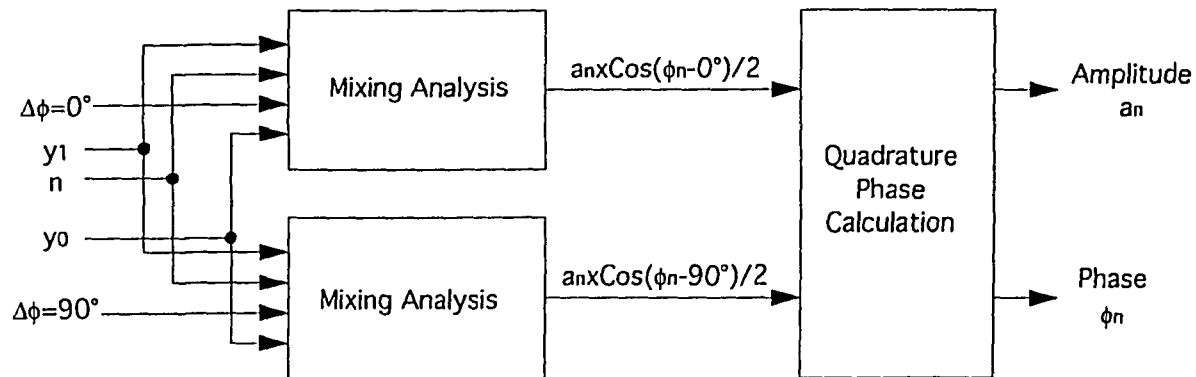 Δϕ=0°
y1
n
y0
Δϕ=90°
Mixing Analysis
Mixing Analysis
anxCos(ϕn-0°)/2
anxCos(ϕn-90°)/2
Quadrature
Phase
Calculation
Amplitude
an
Phase
ϕn